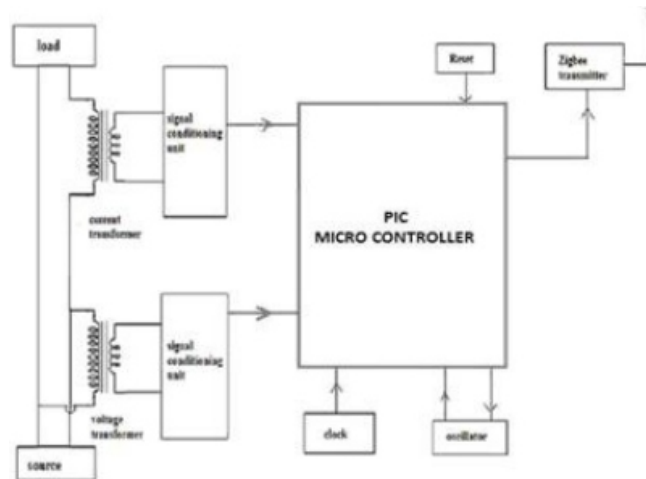 load
Reset
Zigbee
transmitter
signal
conditioning
unit
PIC
MICRO CONTROLLER
current
transformer
signal
conditioning
unit
voltage
transformer
clock
oscillator
source